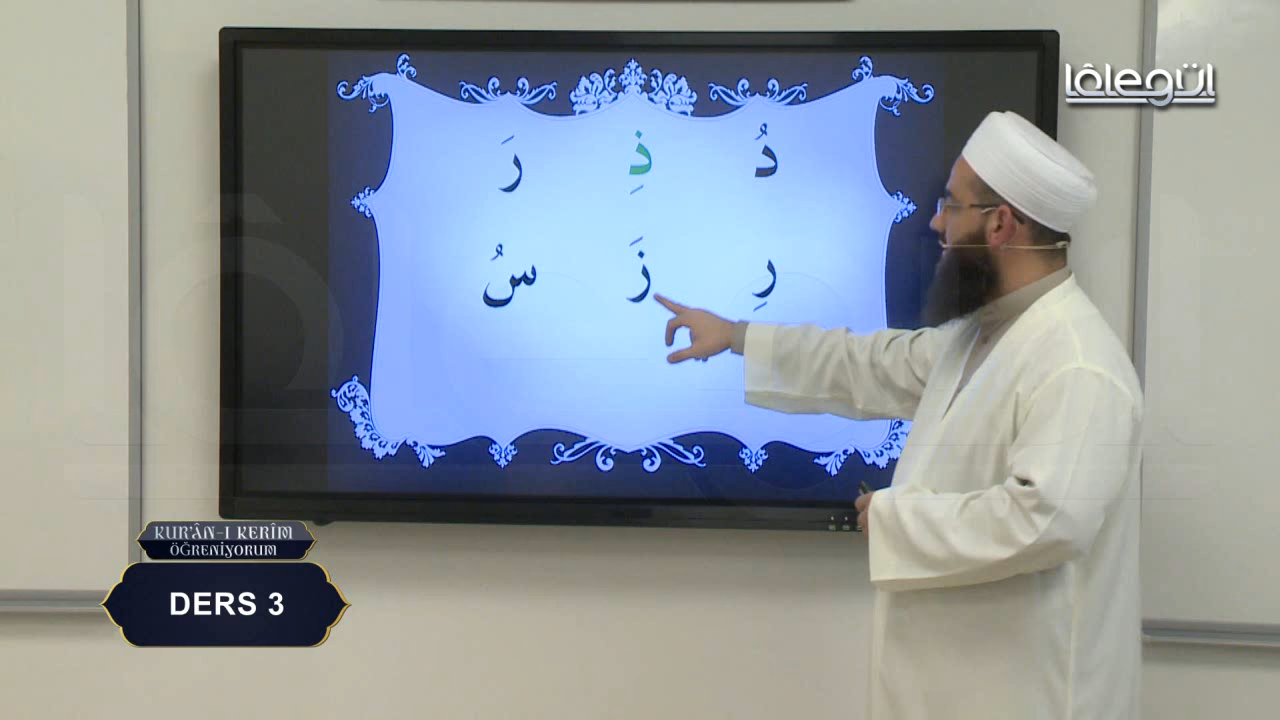 lâlegül
دُ ذِ رَ
رِ زَ سُ
KUR'ÂN-I KERÎM
ÖĞRENİYORUM
DERS 3